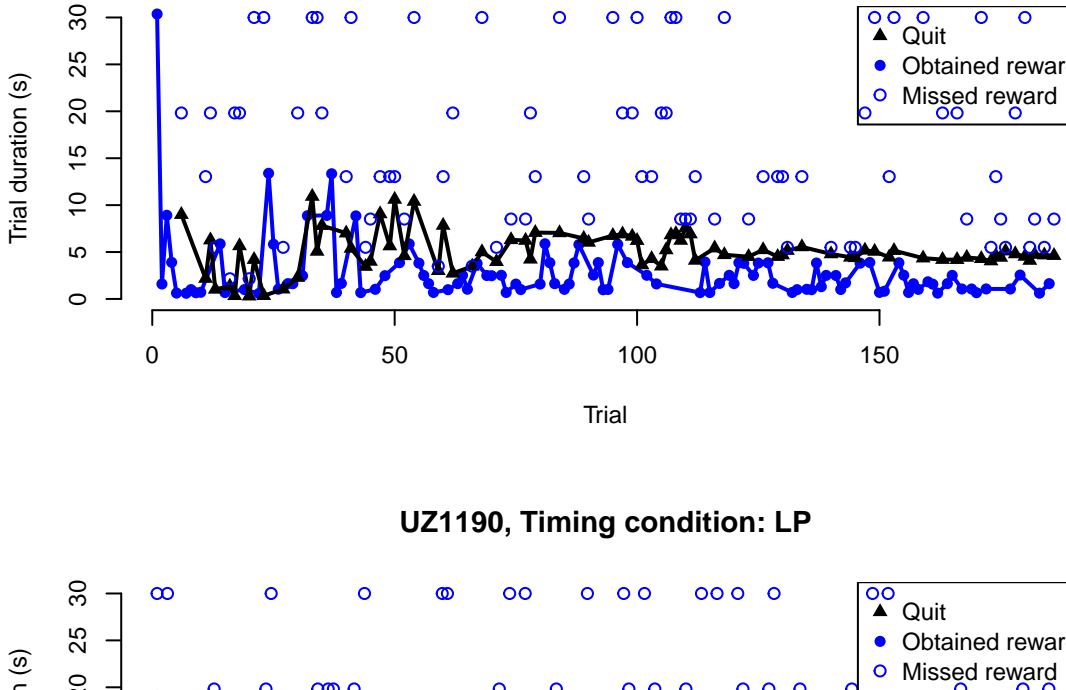 30
25
20
15
10
5
0
Trial duration (s)
Quit
Obtained rewar
Missed reward
0 50 100 150
Trial
UZ1190, Timing condition: LP
30
25
20
n (s)
Quit
Obtained rewar
Missed reward